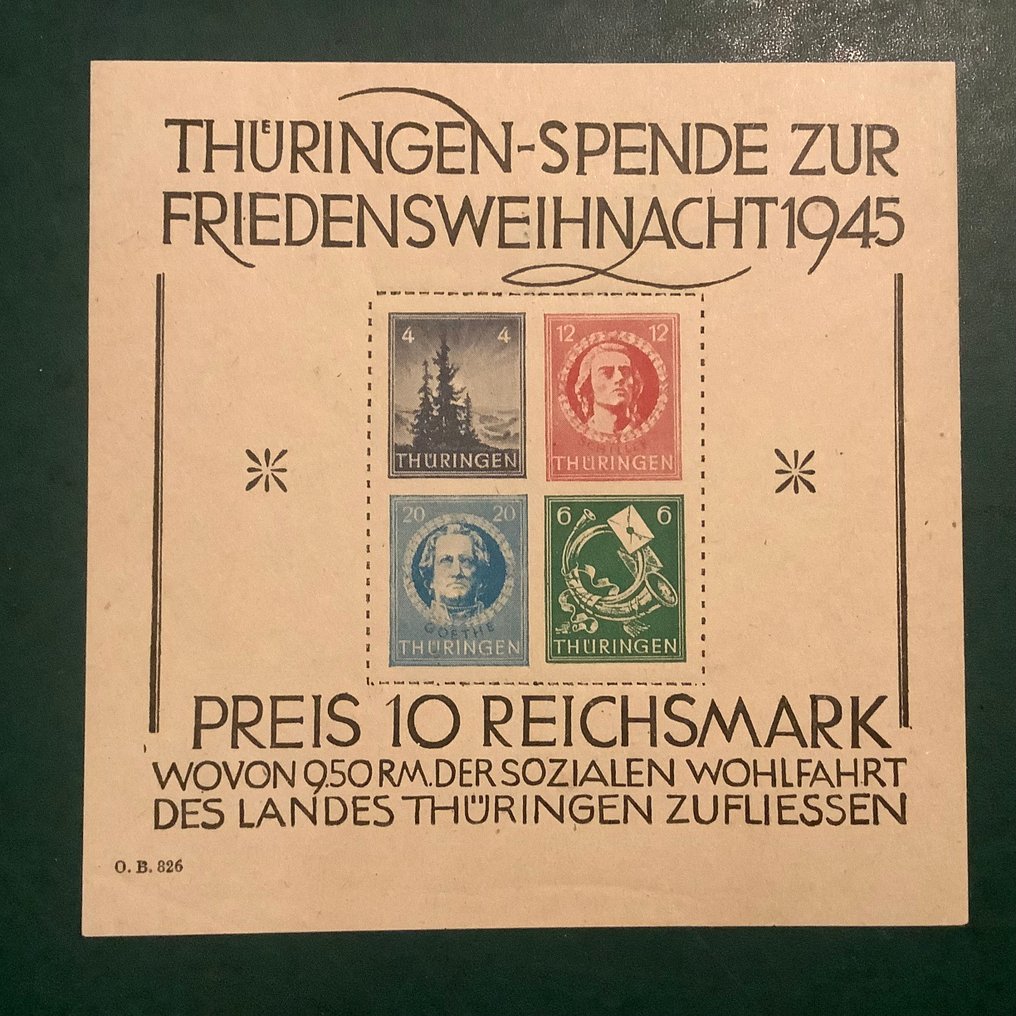 THÜRINGEN-SPENDE ZUR
FRIEDENSWEIHNACHT 1945
4 4
THÜRINGEN
12 12
THÜRINGEN
20 20
GOETHE
THÜRINGEN
6 6
THÜRINGEN
PREIS 10 REICHSMARK
WOVON 9.50 RM. DER SOZIALEN WOHLFAHRT
DES LANDES THÜRINGEN ZUFLIESSEN
O. B. 826